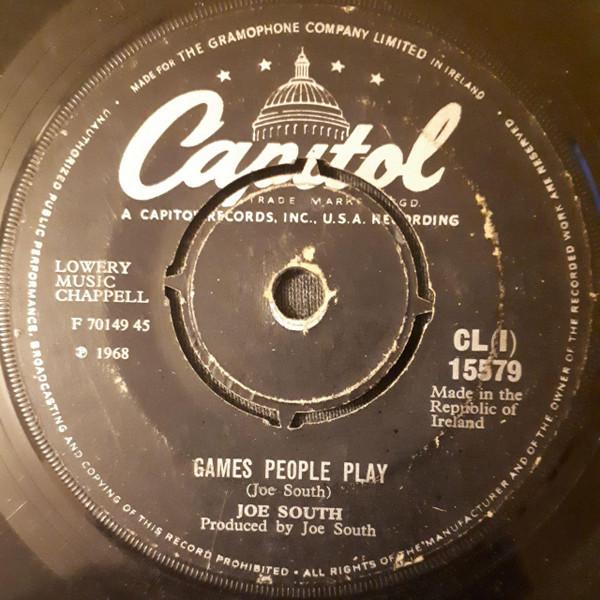 MADE FOR THE GRAMOPHONE COMPANY LIMITED IN IRELAND
Capitol
TRADE MARK
A CAPITOL RECORDS, INC., U.S.A. RECORDING
LOWERY
MUSIC
CHAPPELL
F 70149 45
℗ 1968
CL(I)
15579
Made in the
Republic of
Ireland
GAMES PEOPLE PLAY
(Joe South)
JOE SOUTH
Produced by Joe South
UNAUTHORIZED PUBLIC PERFORMANCE, BROADCASTING AND COPYING OF THIS RECORD PROHIBITED • ALL RIGHTS OF THE MANUFACTURER AND OF THE OWNER OF THE RECORDED WORK ARE RESERVED •